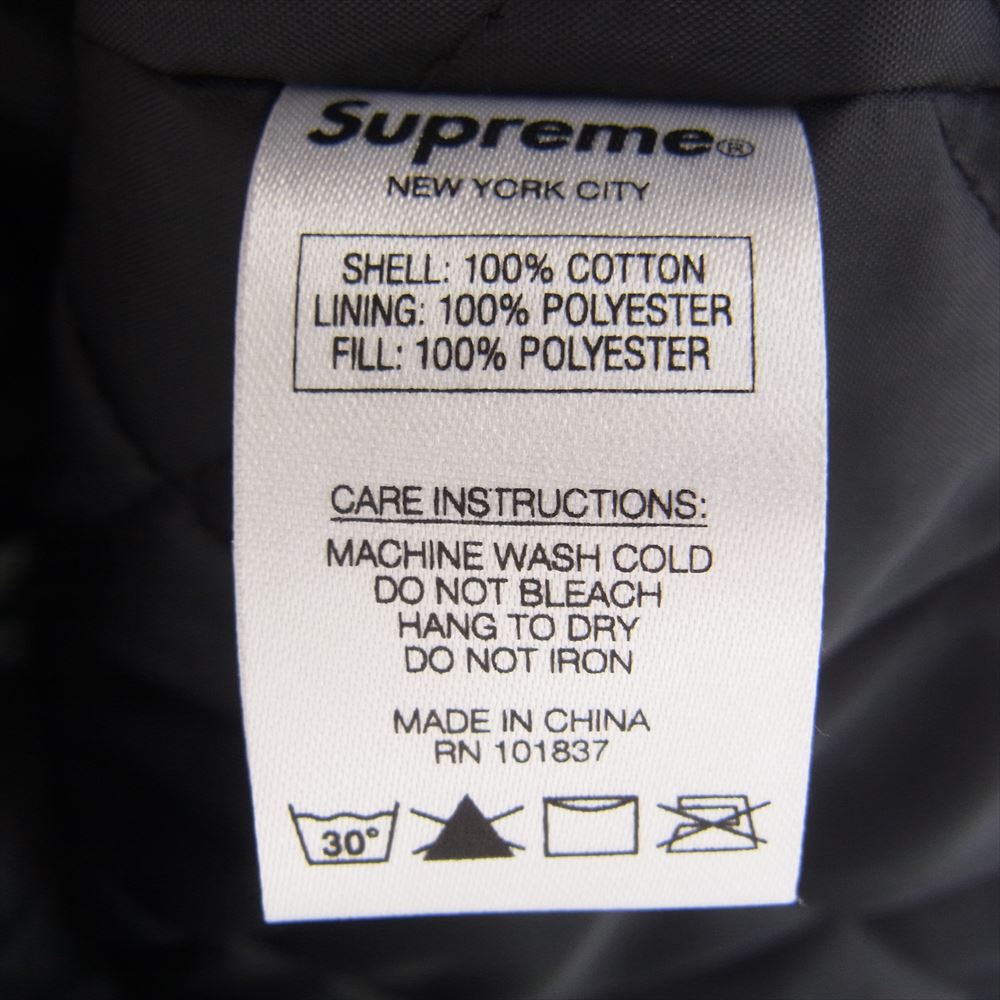 Supreme®
NEW YORK CITY
SHELL: 100% COTTON
LINING: 100% POLYESTER
FILL: 100% POLYESTER
CARE INSTRUCTIONS:
MACHINE WASH COLD
DO NOT BLEACH
HANG TO DRY
DO NOT IRON
MADE IN CHINA
RN 101837
30°